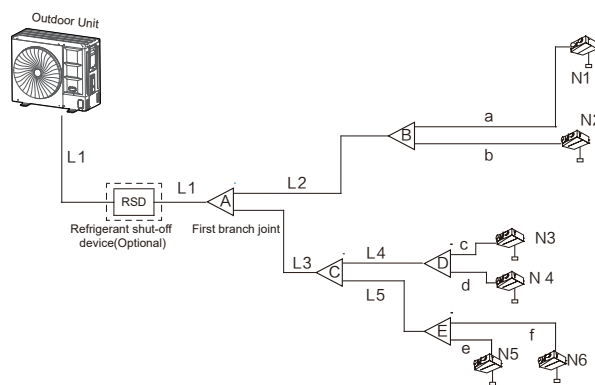 Outdoor Unit
N1
a
N2
B
b
L1
L2
RSD
L1
A
Refrigerant shut-off
device(Optional)
First branch joint
L3
L4
c
N3
D
C
d
N 4
L5
E
f
e
N5
N6